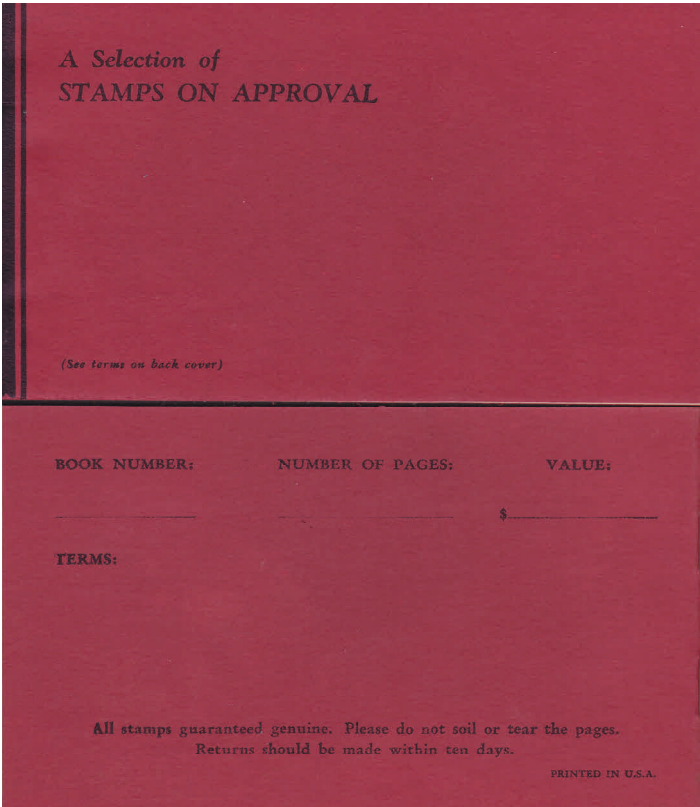 A Selection of
STAMPS ON APPROVAL
(See terms on back cover)
BOOK NUMBER: NUMBER OF PAGES: VALUE:
$
TERMS:
All stamps guaranteed genuine. Please do not soil or tear the pages.
Returns should be made within ten days.
PRINTED IN U.S.A.